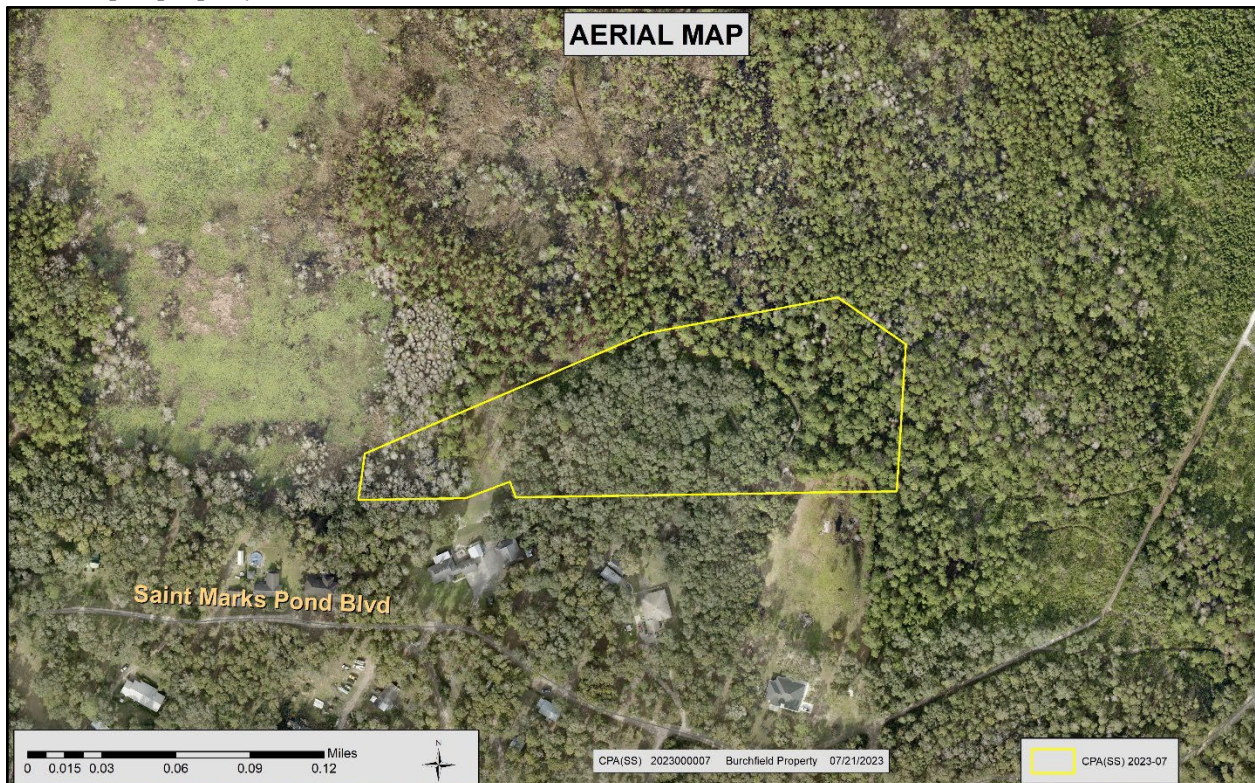 AERIAL MAP
Saint Marks Pond Blvd
Miles
0 0.015 0.03 0.06 0.09 0.12
N
CPA(SS) 2023000007 Burchfield Property 07/21/2023
CPA(SS) 2023-07